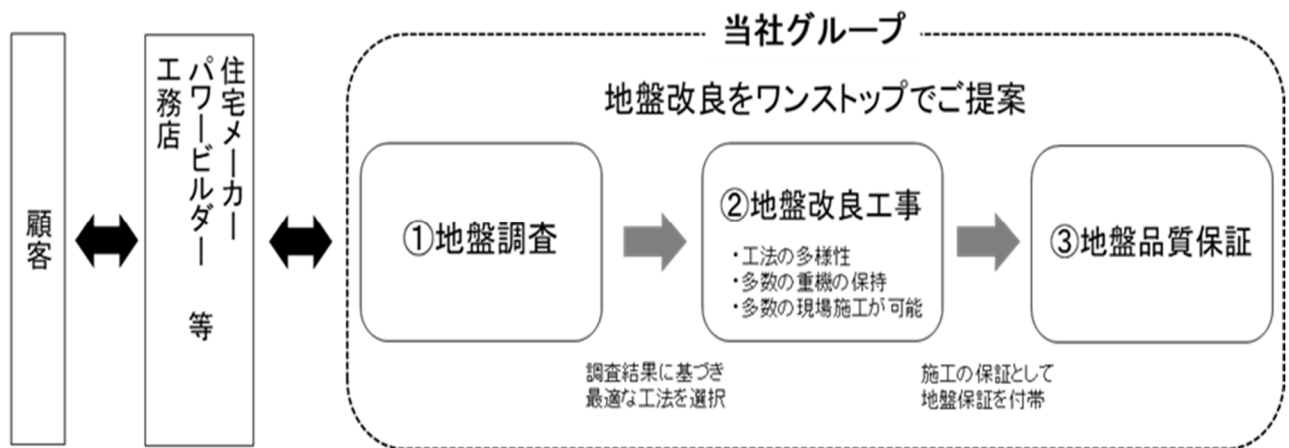 顧客
住宅メーカー
パワービルダー 等
工務店
当社グループ
地盤改良をワンストップでご提案
①地盤調査
②地盤改良工事
・工法の多様性
・多数の重機の保持
・多数の現場施工が可能
③地盤品質保証
調査結果に基づき
最適な工法を選択
施工の保証として
地盤保証を付帯